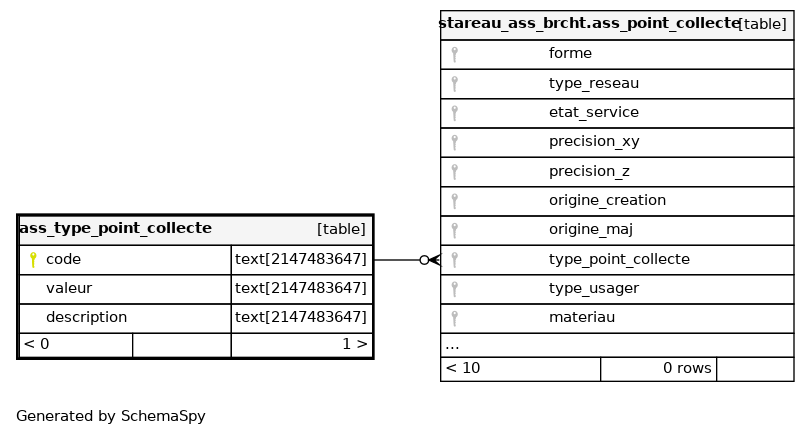 stareau_ass_brcht.ass_point_collecte [table]
forme
type_reseau
etat_service
precision_xy
precision_z
origine_creation
origine_maj
type_point_collecte
type_usager
materiau
...
< 10 0 rows
ass_type_point_collecte [table]
code text[2147483647]
valeur text[2147483647]
description text[2147483647]
< 0 1 >
Generated by SchemaSpy